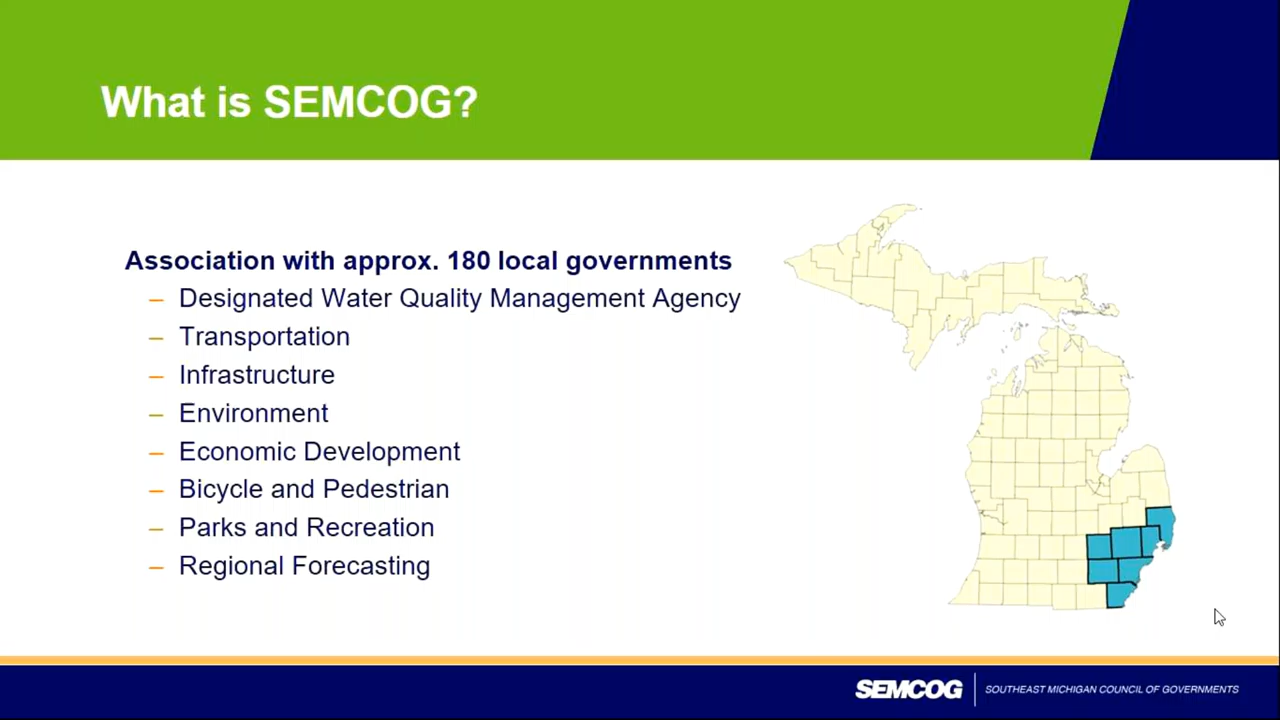 What is SEMCOG?
Association with approx. 180 local governments
– Designated Water Quality Management Agency
– Transportation
– Infrastructure
– Environment
– Economic Development
– Bicycle and Pedestrian
– Parks and Recreation
– Regional Forecasting
SEMCOG | SOUTHEAST MICHIGAN COUNCIL OF GOVERNMENTS